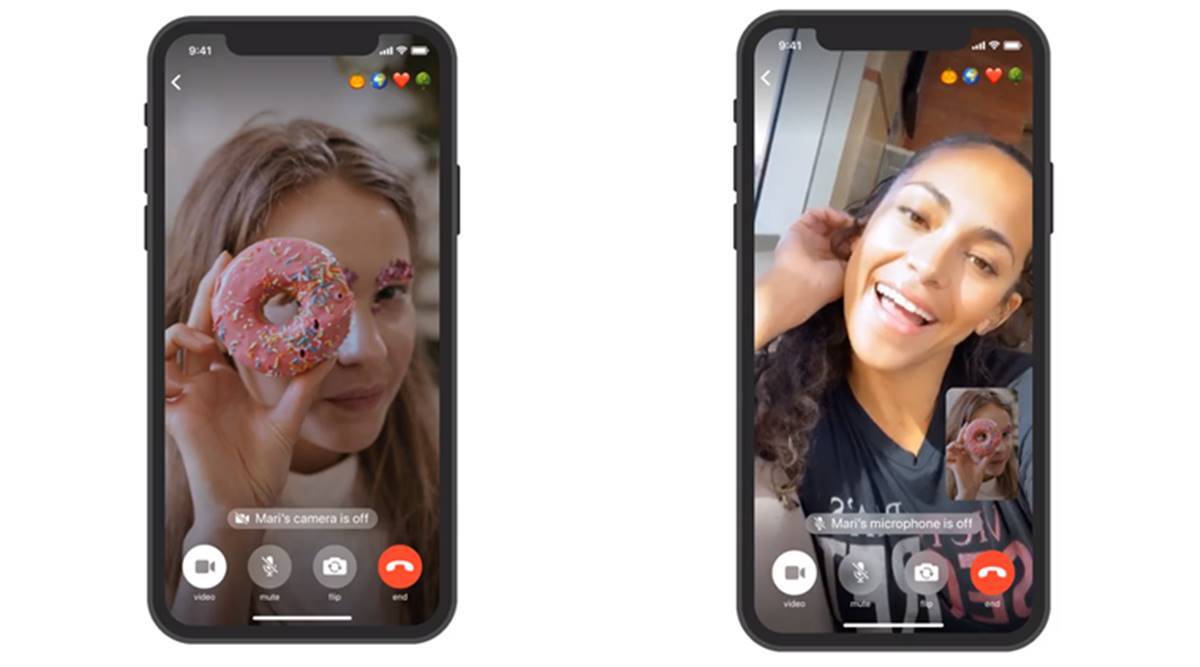 9:41
Mari's camera is off
video mute flip end
9:41
Mari's microphone is off
video mute flip end